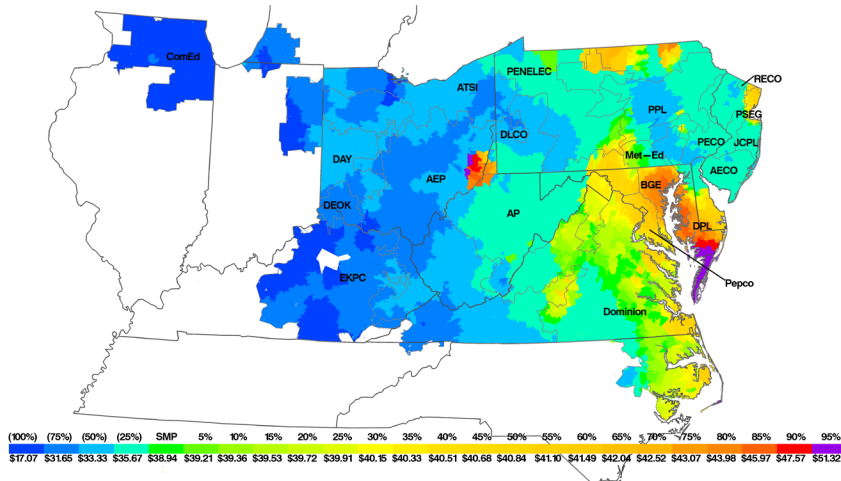 ComEd
RECO
PENELEC
ATSI
PPL
PSEG
DLCO
PECO
JCPL
Met-Ed
DAY
AECO
AEP
BGE
DEOK
AP
DPL
EKPC
Pepco
Dominion
(100%) (75%) (50%) (25%) SMP 5% 10% 15% 20% 25% 30% 35% 40% 45% 50% 55% 60% 65% 70% 75% 80% 85% 90% 95%
$17.07 $31.65 $33.33 $35.67 $38.94 $39.21 $39.36 $39.53 $39.72 $39.91 $40.15 $40.33 $40.51 $40.68 $40.84 $41.10 $41.49 $42.04 $42.52 $43.07 $43.98 $45.97 $47.57 $51.32